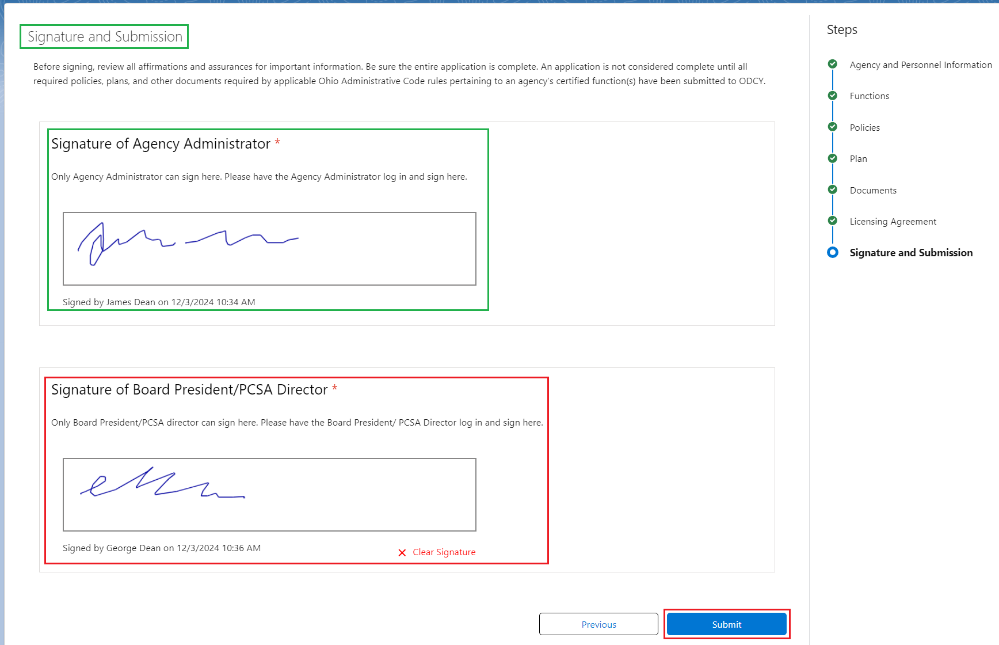 Signature and Submission
Before signing, review all affirmations and assurances for important information. Be sure the entire application is complete. An application is not considered complete until all
required policies, plans, and other documents required by applicable Ohio Administrative Code rules pertaining to an agency's certified function(s) have been submitted to ODCY.
Signature of Agency Administrator *
Only Agency Administrator can sign here. Please have the Agency Administrator log in and sign here.
Signed by James Dean on 12/3/2024 10:34 AM
Signature of Board President/PCSA Director *
Only Board President/PCSA director can sign here. Please have the Board President/ PCSA Director log in and sign here.
Signed by George Dean on 12/3/2024 10:36 AM
Clear Signature
Previous
Submit
Steps
Agency and Personnel Information
Functions
Policies
Plan
Documents
Licensing Agreement
Signature and Submission